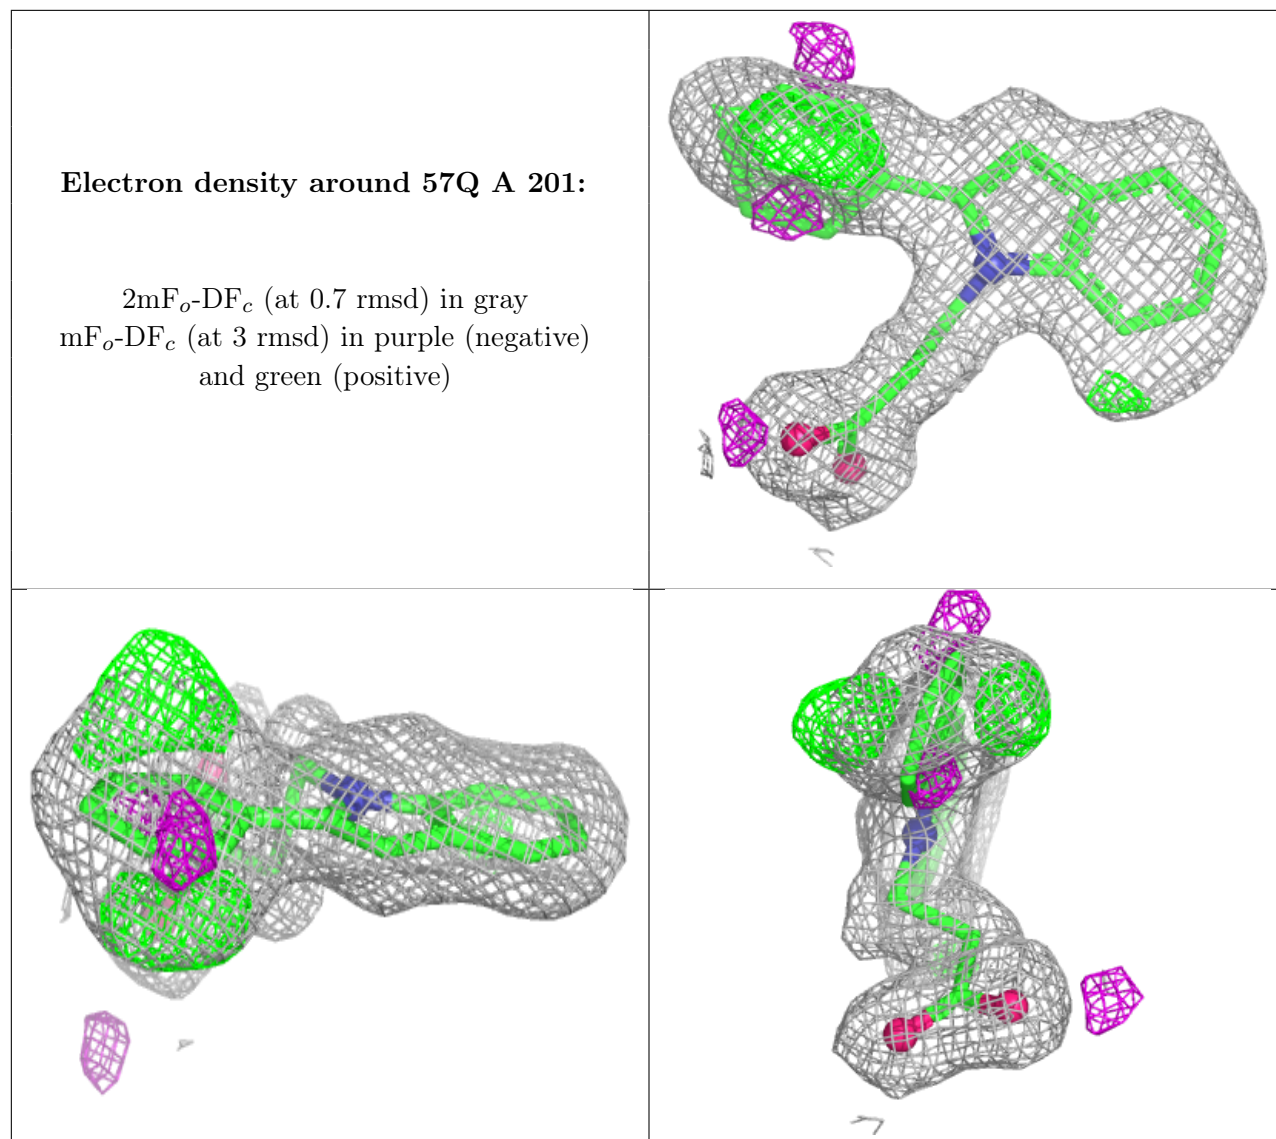 Electron density around 57Q A 201:
2mFo-DFc (at 0.7 rmsd) in gray
mFo-DFc (at 3 rmsd) in purple (negative)
and green (positive)